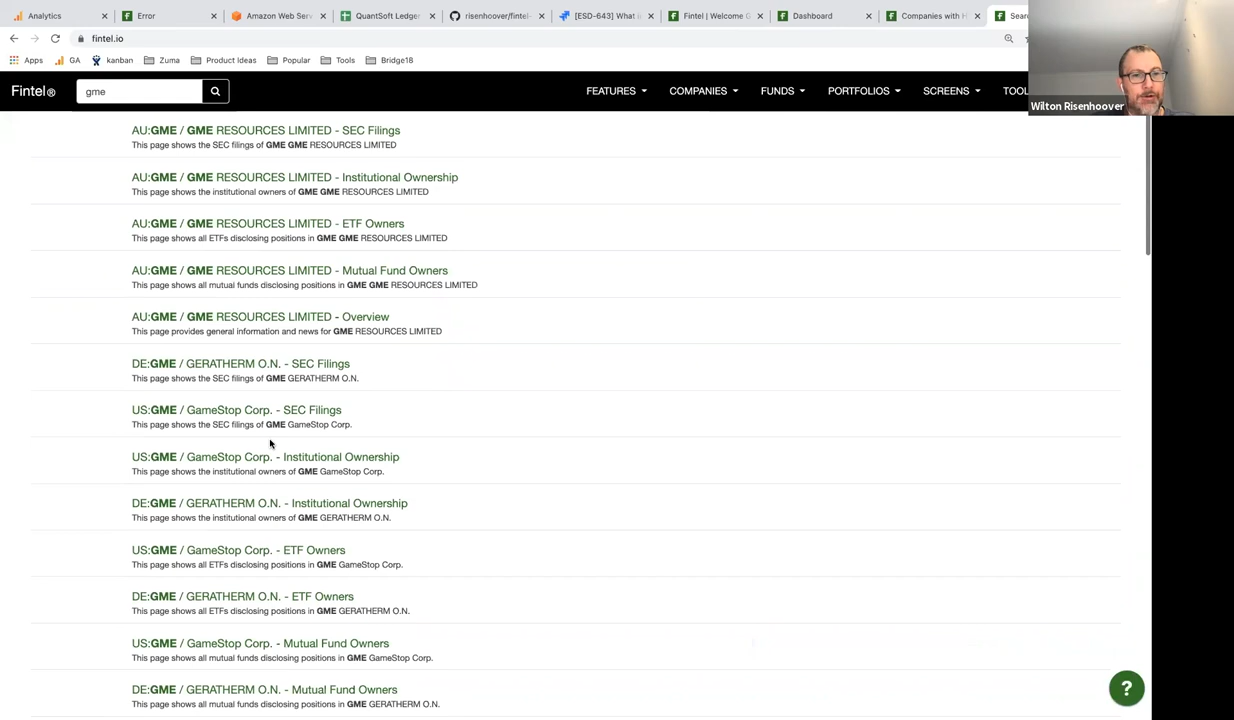 Analytics
Error
Amazon Web Serv
QuantSoft Ledger
risenhoover/fintel-
[ESD-643] What i
Fintel | Welcome
Dashboard
Companies with H
Sear
fintel.io
Apps
GA
kanban
Zuma
Product Ideas
Popular
Tools
Bridge18
Wilton Risenhoover
Fintel®
gme
FEATURES
COMPANIES
FUNDS
PORTFOLIOS
SCREENS
TOOL
AU:GME / GME RESOURCES LIMITED - SEC Filings
This page shows the SEC filings of GME GME RESOURCES LIMITED
AU:GME / GME RESOURCES LIMITED - Institutional Ownership
This page shows the institutional owners of GME GME RESOURCES LIMITED
AU:GME / GME RESOURCES LIMITED - ETF Owners
This page shows all ETFs disclosing positions in GME GME RESOURCES LIMITED
AU:GME / GME RESOURCES LIMITED - Mutual Fund Owners
This page shows all mutual funds disclosing positions in GME GME RESOURCES LIMITED
AU:GME / GME RESOURCES LIMITED - Overview
This page provides general information and news for GME RESOURCES LIMITED
DE:GME / GERATHERM O.N. - SEC Filings
This page shows the SEC filings of GME GERATHERM O.N.
US:GME / GameStop Corp. - SEC Filings
This page shows the SEC filings of GME GameStop Corp.
US:GME / GameStop Corp. - Institutional Ownership
This page shows the institutional owners of GME GameStop Corp.
DE:GME / GERATHERM O.N. - Institutional Ownership
This page shows the institutional owners of GME GERATHERM O.N.
US:GME / GameStop Corp. - ETF Owners
This page shows all ETFs disclosing positions in GME GameStop Corp.
DE:GME / GERATHERM O.N. - ETF Owners
This page shows all ETFs disclosing positions in GME GERATHERM O.N.
US:GME / GameStop Corp. - Mutual Fund Owners
This page shows all mutual funds disclosing positions in GME GameStop Corp.
DE:GME / GERATHERM O.N. - Mutual Fund Owners
This page shows all mutual funds disclosing positions in GME GERATHERM O.N.
?